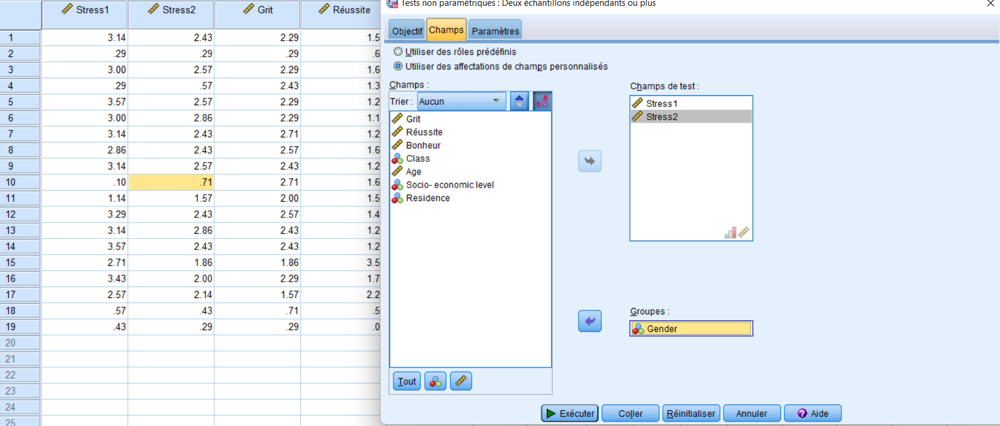 Stress1 Stress2 Grit Réussite
1 3.14 2.43 2.29 1.5
2 .29 .29 .29 .6
3 3.00 2.57 2.29 1.6
4 .29 .57 2.43 1.3
5 3.57 2.57 2.29 1.2
6 3.00 2.86 2.29 1.1
7 3.14 2.43 2.71 1.2
8 2.86 2.43 2.57 1.6
9 3.14 2.57 2.43 1.2
10 .10 .71 2.71 1.6
11 1.14 1.57 2.00 1.5
12 3.29 2.43 2.57 1.4
13 3.14 2.86 2.43 1.2
14 3.57 2.43 2.43 1.2
15 2.71 1.86 1.86 3.5
16 3.43 2.00 2.29 1.7
17 2.57 2.14 1.57 2.2
18 .57 .43 .71 .5
19 .43 .29 .29 .0
20
21
22
23
24
25
Tests non paramétriques : Deux échantillons indépendants ou plus
Objectif Champs Paramètres
Utiliser des rôles prédéfinis
Utiliser des affectations de champs personnalisés
Champs :
Trier : Aucun
Grit
Réussite
Bonheur
Class
Age
Socio- economic level
Residence
Tout
Champs de test :
Stress1
Stress2
Groupes :
Gender
Exécuter Coller Réinitialiser Annuler Aide